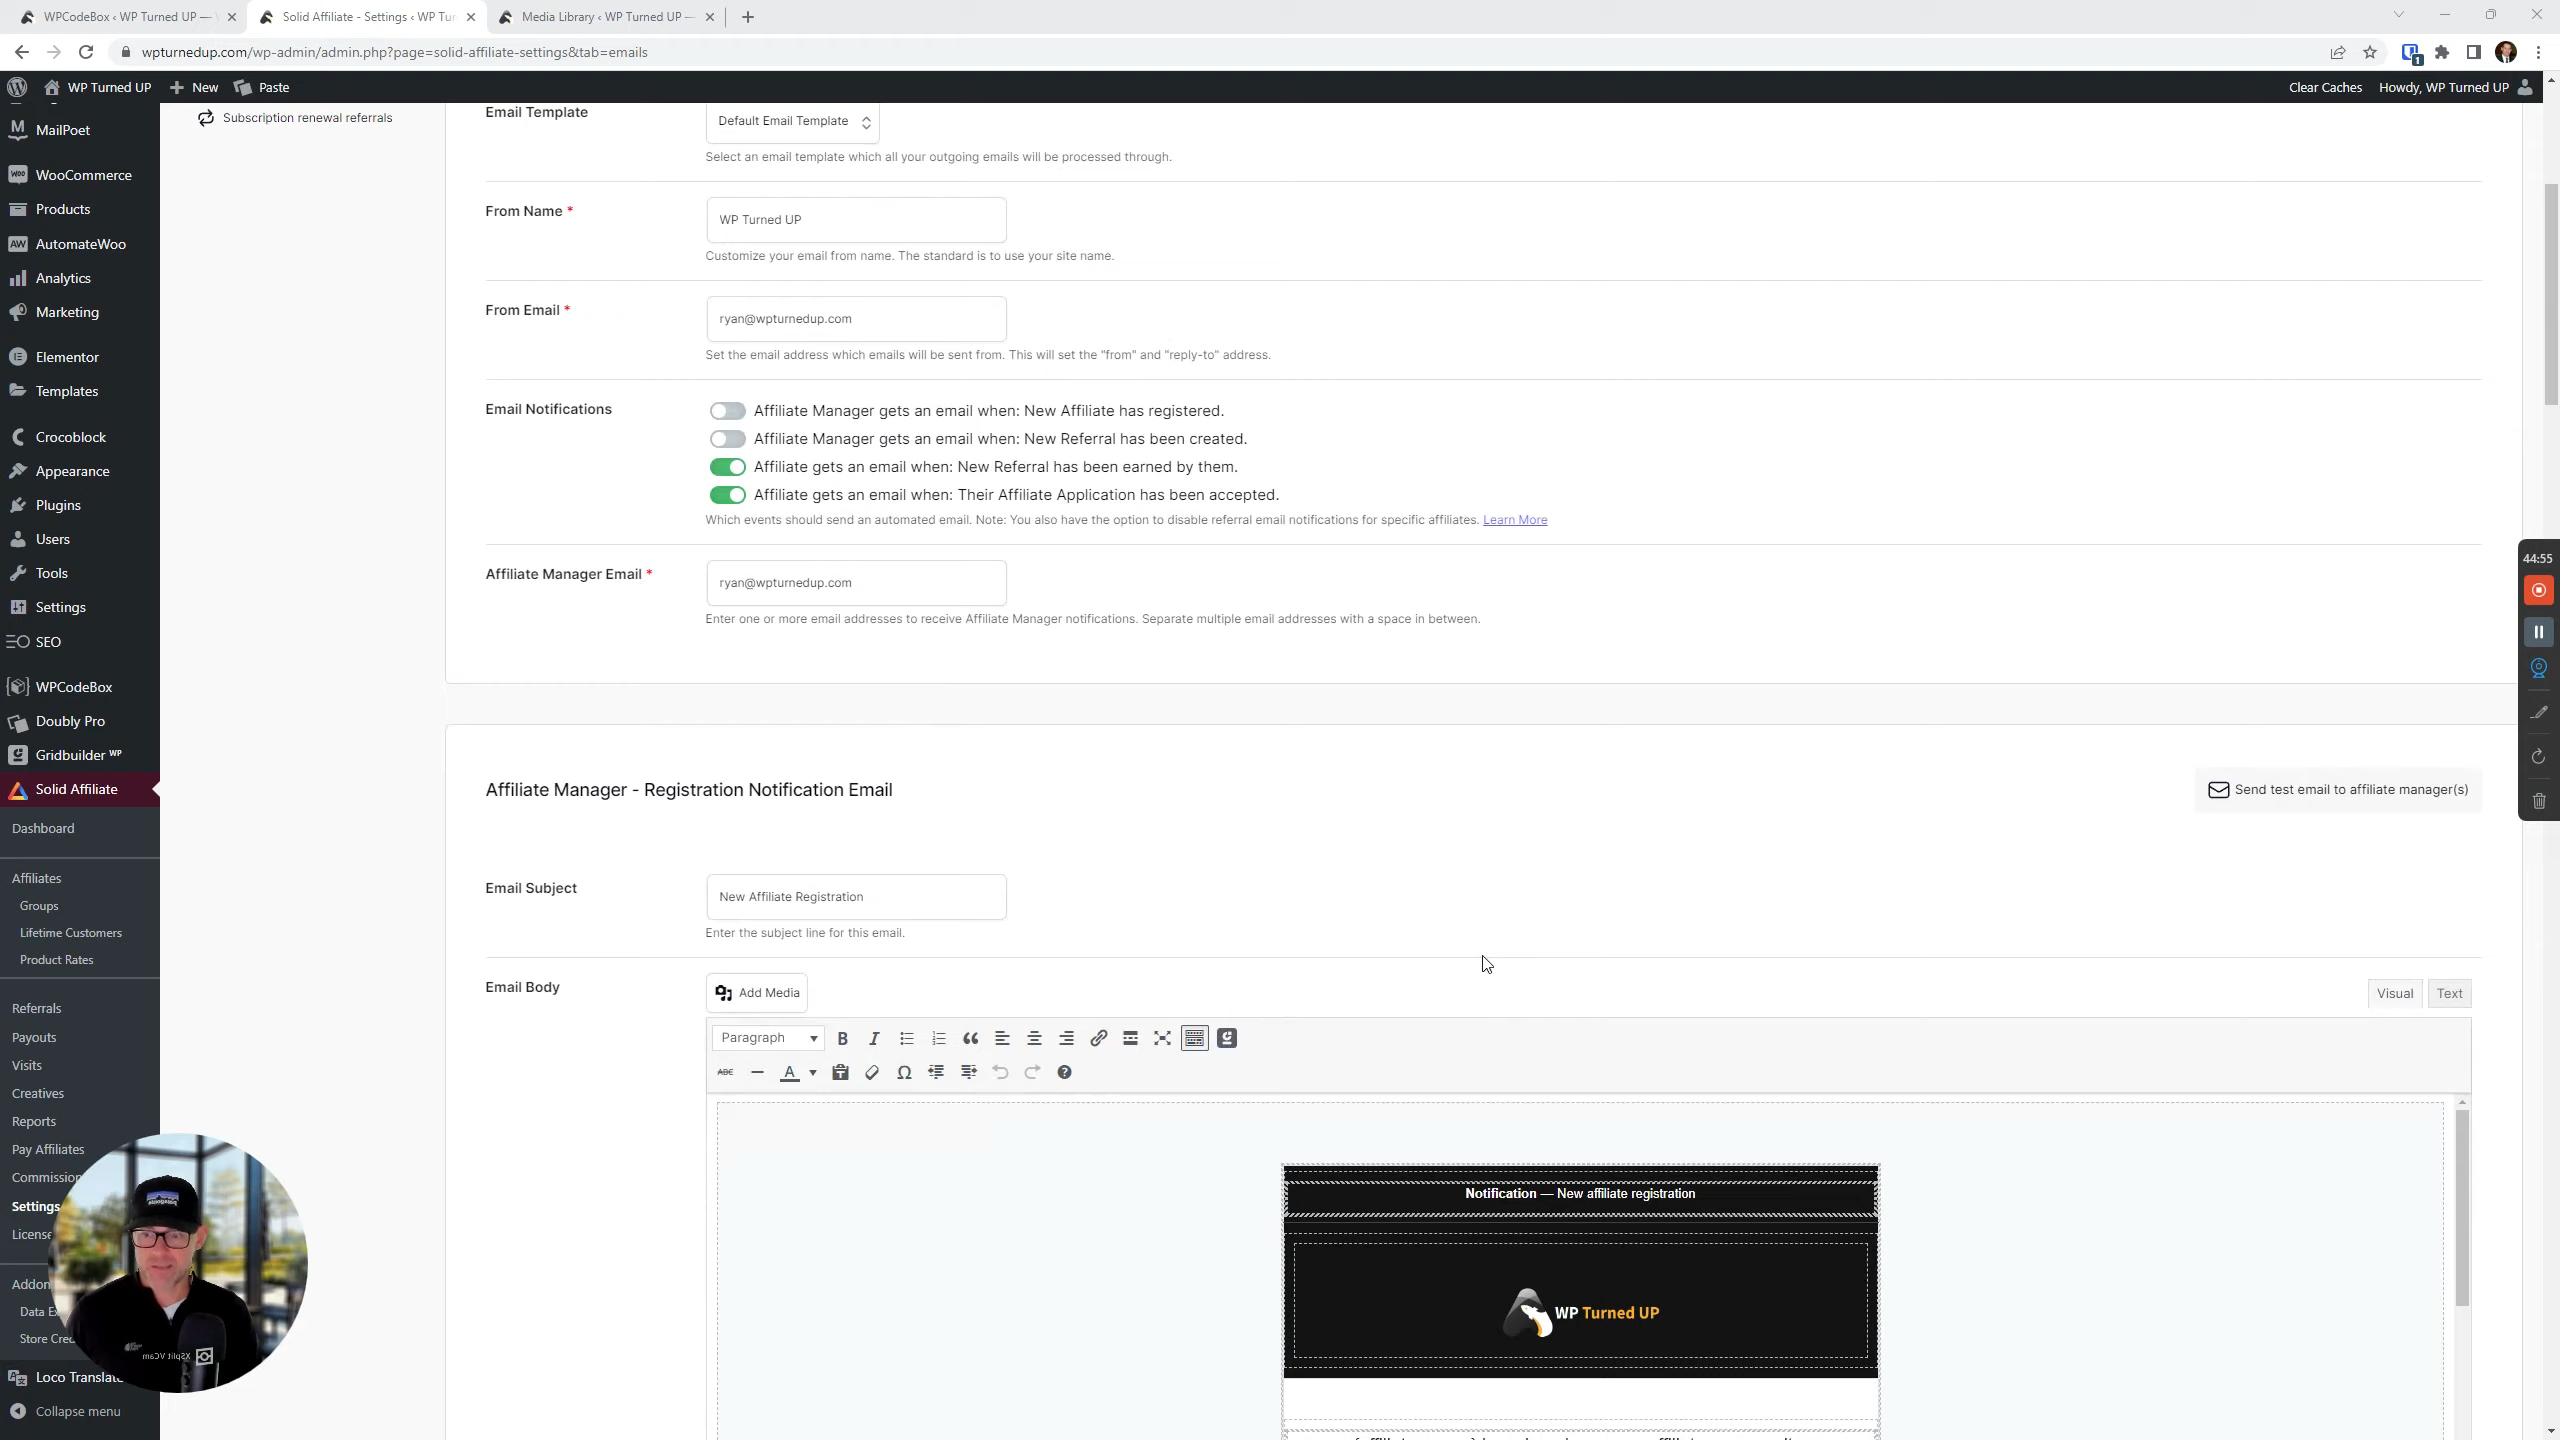 WPCodeBox ‹ WP Turned UP — W
Solid Affiliate - Settings ‹ WP Tur
Media Library ‹ WP Turned UP —
wpturnedup.com/wp-admin/admin.php?page=solid-affiliate-settings&tab=emails
1
WP Turned UP
New
Paste
Clear Caches
Howdy, WP Turned UP
MailPoet
WooCommerce
Products
AutomateWoo
Analytics
Marketing
Elementor
Templates
Crocoblock
Appearance
Plugins
Users
Tools
Settings
SEO
WPCodeBox
Doubly Pro
Gridbuilder WP
Solid Affiliate
Dashboard
Affiliates
Groups
Lifetime Customers
Product Rates
Referrals
Payouts
Visits
Creatives
Reports
Pay Affiliates
Commission
Settings
License
Addon
Data Ex
Store Cred
Loco Translate
Collapse menu
XSplit VCam
Subscription renewal referrals
Email Template
Default Email Template
Select an email template which all your outgoing emails will be processed through.
From Name *
WP Turned UP
Customize your email from name. The standard is to use your site name.
From Email *
ryan@wpturnedup.com
Set the email address which emails will be sent from. This will set the "from" and "reply-to" address.
Email Notifications
Affiliate Manager gets an email when: New Affiliate has registered.
Affiliate Manager gets an email when: New Referral has been created.
Affiliate gets an email when: New Referral has been earned by them.
Affiliate gets an email when: Their Affiliate Application has been accepted.
Which events should send an automated email. Note: You also have the option to disable referral email notifications for specific affiliates. Learn More
Affiliate Manager Email *
ryan@wpturnedup.com
Enter one or more email addresses to receive Affiliate Manager notifications. Separate multiple email addresses with a space in between.
44:55
Affiliate Manager - Registration Notification Email
Send test email to affiliate manager(s)
Email Subject
New Affiliate Registration
Enter the subject line for this email.
Email Body
Add Media
Visual
Text
Paragraph
Notification — New affiliate registration
WP Turned UP